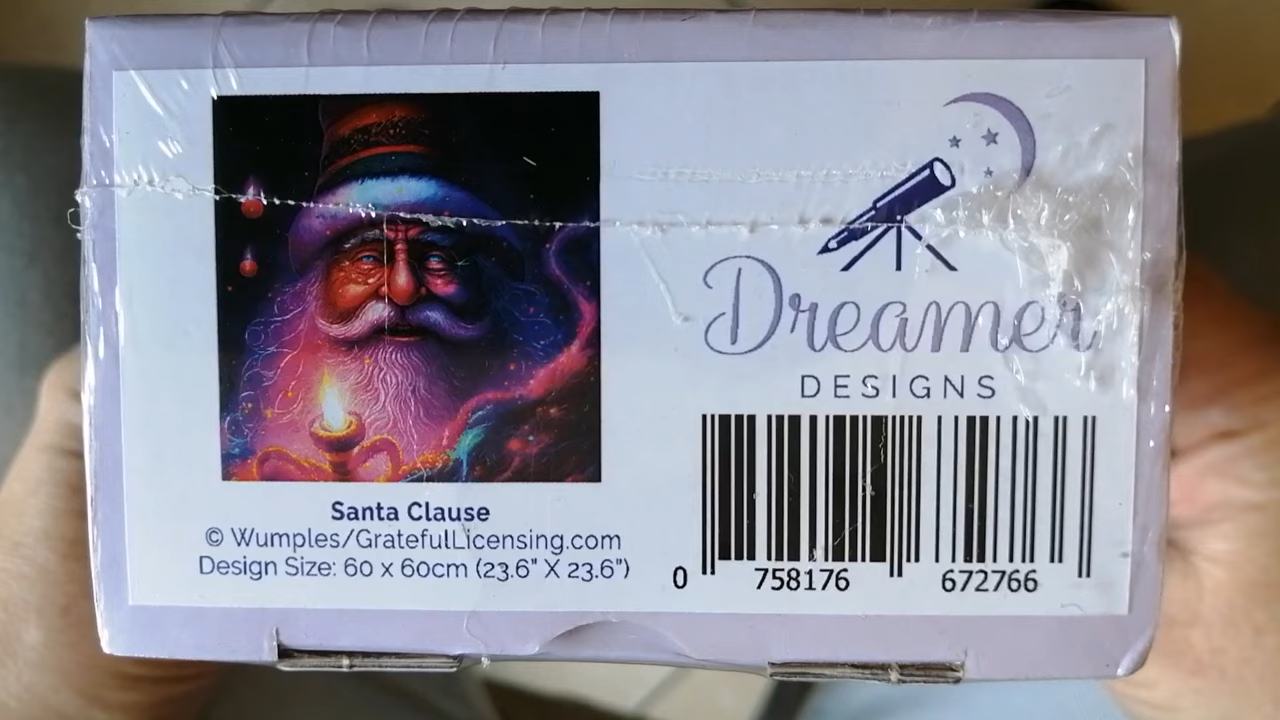 Santa Clause
© Wumples/GratefulLicensing.com
Design Size: 60 x 60cm (23.6" X 23.6")
Dreamer
DESIGNS
0 758176 672766